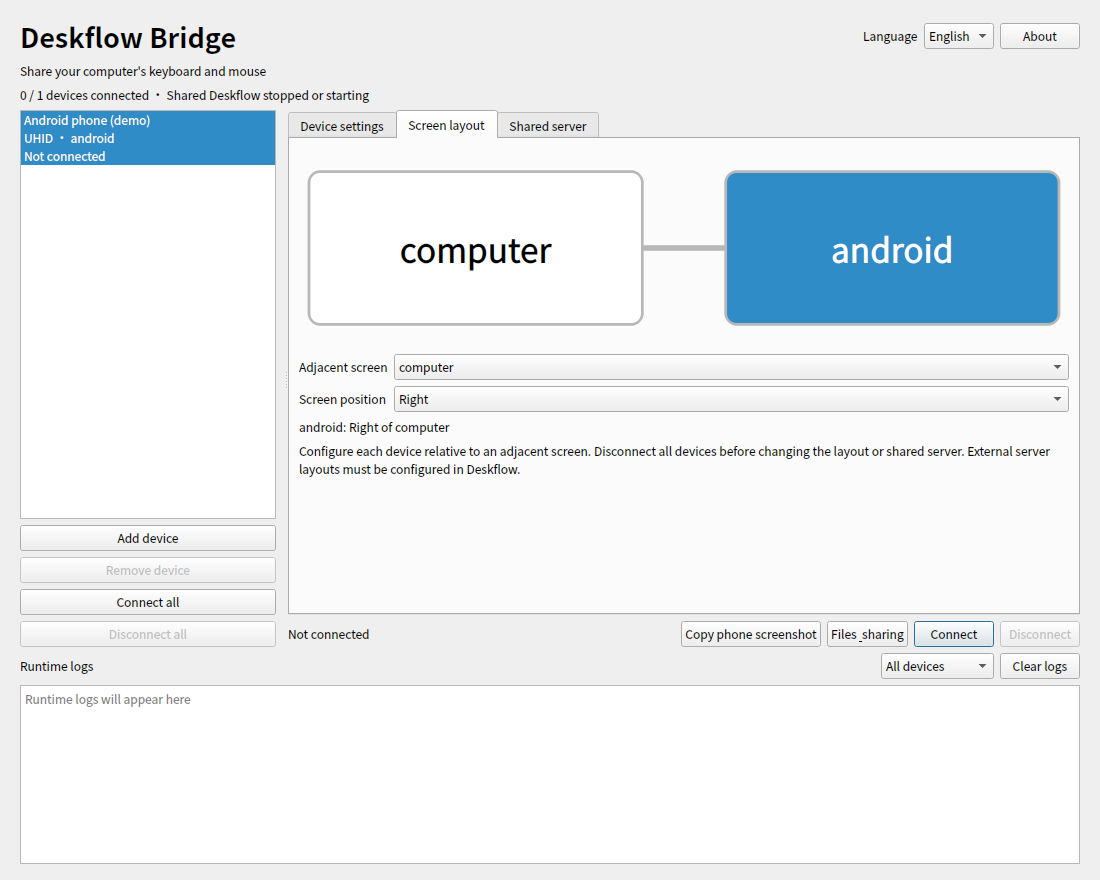 Deskflow Bridge
Language
English
About
Share your computer's keyboard and mouse
0 / 1 devices connected · Shared Deskflow stopped or starting
Android phone (demo)
UHID · android
Not connected
Device settings
Screen layout
Shared server
computer
android
Adjacent screen
computer
Screen position
Right
android: Right of computer
Configure each device relative to an adjacent screen. Disconnect all devices before changing the layout or shared server. External server
layouts must be configured in Deskflow.
Add device
Remove device
Connect all
Disconnect all
Not connected
Copy phone screenshot
Files_sharing
Connect
Disconnect
Runtime logs
All devices
Clear logs
Runtime logs will appear here